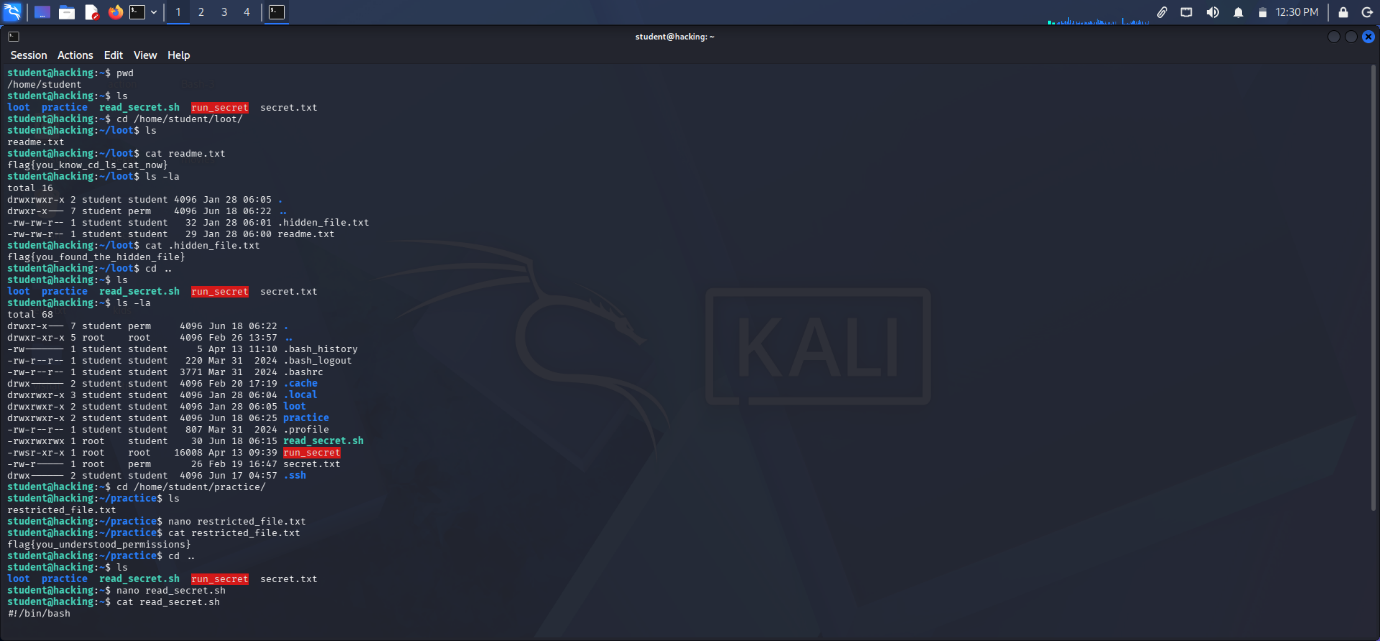 1 2 3 4 12:30 PM
student@hacking: ~
Session Actions Edit View Help
student@hacking:~$ pwd
/home/student
student@hacking:~$ ls
loot practice read_secret.sh run_secret secret.txt
student@hacking:~$ cd /home/student/loot/
student@hacking:~/loot$ ls
readme.txt
student@hacking:~/loot$ cat readme.txt
flag{you_know_cd_ls_cat_now}
student@hacking:~/loot$ ls -la
total 16
drwxrwxr-x 2 student student 4096 Jan 28 06:05 .
drwxr-x--- 7 student perm 4096 Jun 18 06:22 ..
-rw-rw-r-- 1 student student 32 Jan 28 06:01 .hidden_file.txt
-rw-rw-r-- 1 student student 29 Jan 28 06:00 readme.txt
student@hacking:~/loot$ cat .hidden_file.txt
flag{you_found_the_hidden_file}
student@hacking:~/loot$ cd ..
student@hacking:~$ ls
loot practice read_secret.sh run_secret secret.txt
student@hacking:~$ ls -la
total 68
drwxr-x--- 7 student perm 4096 Jun 18 06:22 .
drwxr-xr-x 5 root root 4096 Feb 26 13:57 ..
-rw------- 1 student student 5 Apr 13 11:10 .bash_history
-rw-r--r-- 1 student student 220 Mar 31 2024 .bash_logout
-rw-r--r-- 1 student student 3771 Mar 31 2024 .bashrc
drwx------ 2 student student 4096 Feb 20 17:19 .cache
drwxrwxr-x 3 student student 4096 Jan 28 06:04 .local
drwxrwxr-x 2 student student 4096 Jan 28 06:05 loot
drwxrwxr-x 2 student student 4096 Jun 18 06:25 practice
-rw-r--r-- 1 student student 807 Mar 31 2024 .profile
-rwxrwxrwx 1 root student 30 Jun 18 06:15 read_secret.sh
-rwsr-xr-x 1 root root 16008 Apr 13 09:39 run_secret
-rw-r----- 1 root perm 26 Feb 19 16:47 secret.txt
drwx------ 2 student student 4096 Jun 17 04:57 .ssh
student@hacking:~$ cd /home/student/practice/
student@hacking:~/practice$ ls
restricted_file.txt
student@hacking:~/practice$ nano restricted_file.txt
student@hacking:~/practice$ cat restricted_file.txt
flag{you_understood_permissions}
student@hacking:~/practice$ cd ..
student@hacking:~$ ls
loot practice read_secret.sh run_secret secret.txt
student@hacking:~$ nano read_secret.sh
student@hacking:~$ cat read_secret.sh
#!/bin/bash
KALI